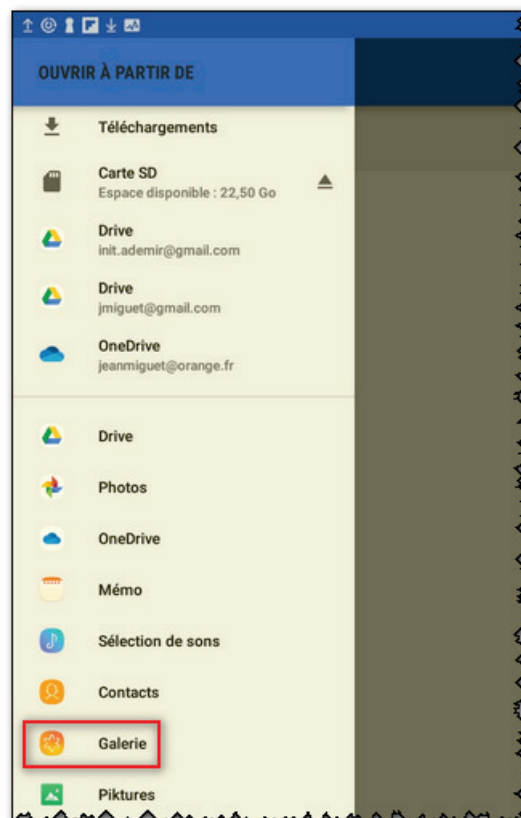 OUVRIR À PARTIR DE
Téléchargements
Carte SD
Espace disponible : 22,50 Go
Drive
init.ademir@gmail.com
Drive
jmiguet@gmail.com
OneDrive
jeanmiguet@orange.fr
Drive
Photos
OneDrive
Mémo
Sélection de sons
Contacts
Galerie
Piktures